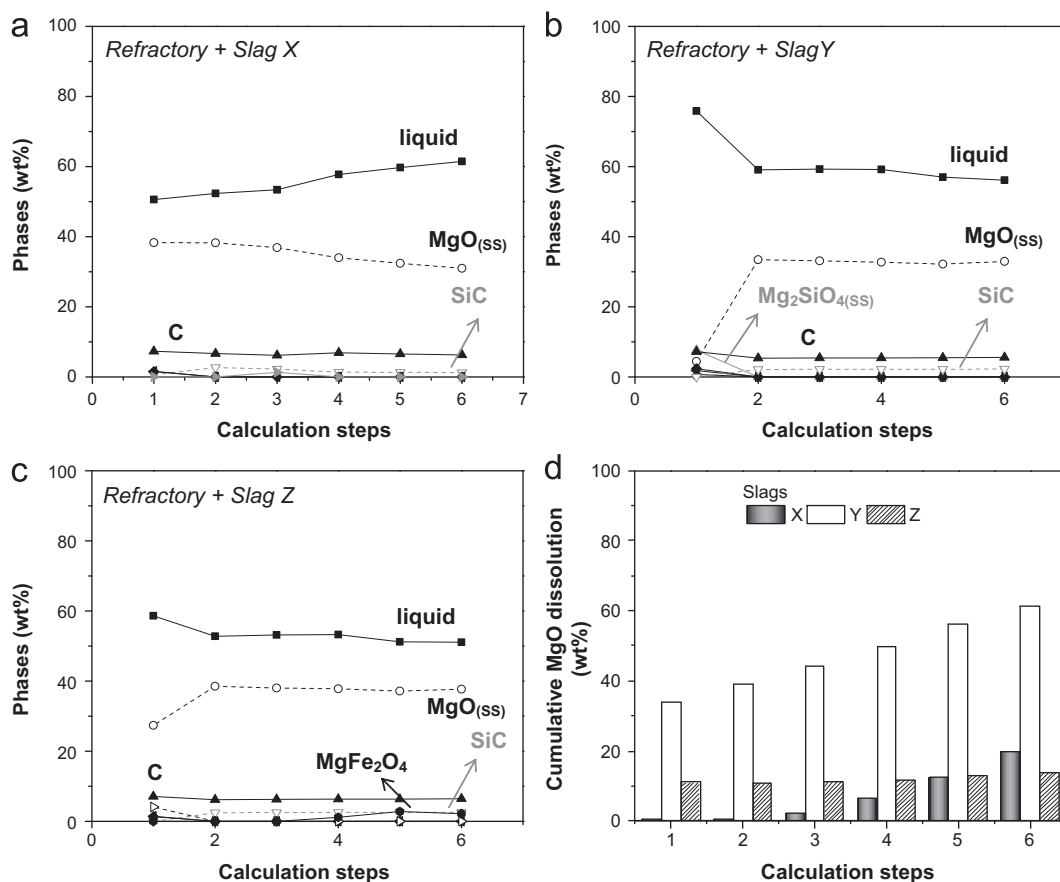 a
Refractory + Slag X
100
80
60
40
20
0
Phases (wt%)
liquid
MgO(SS)
SiC
C
0 1 2 3 4 5 6 7
Calculation steps
b
Refractory + SlagY
100
80
60
40
20
0
Phases (wt%)
liquid
MgO(SS)
Mg2SiO4(SS)
SiC
C
0 2 4 6
Calculation steps
c
Refractory + Slag Z
100
80
60
40
20
0
Phases (wt%)
liquid
MgO(SS)
SiC
MgFe2O4
C
0 2 4 6
Calculation steps
d
100
80
60
40
20
0
Cumulative MgO dissolution
(wt%)
Slags
X Y Z
1 2 3 4 5 6
Calculation steps